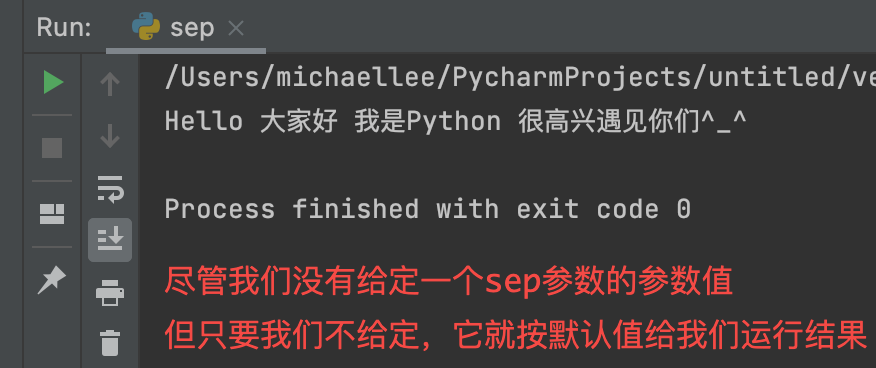 Run: sep
/Users/michaellee/PycharmProjects/untitled/ve
Hello 大家好 我是Python 很高兴遇见你们^_^
Process finished with exit code 0
尽管我们没有给定一个sep参数的参数值
但只要我们不给定，它就按默认值给我们运行结果